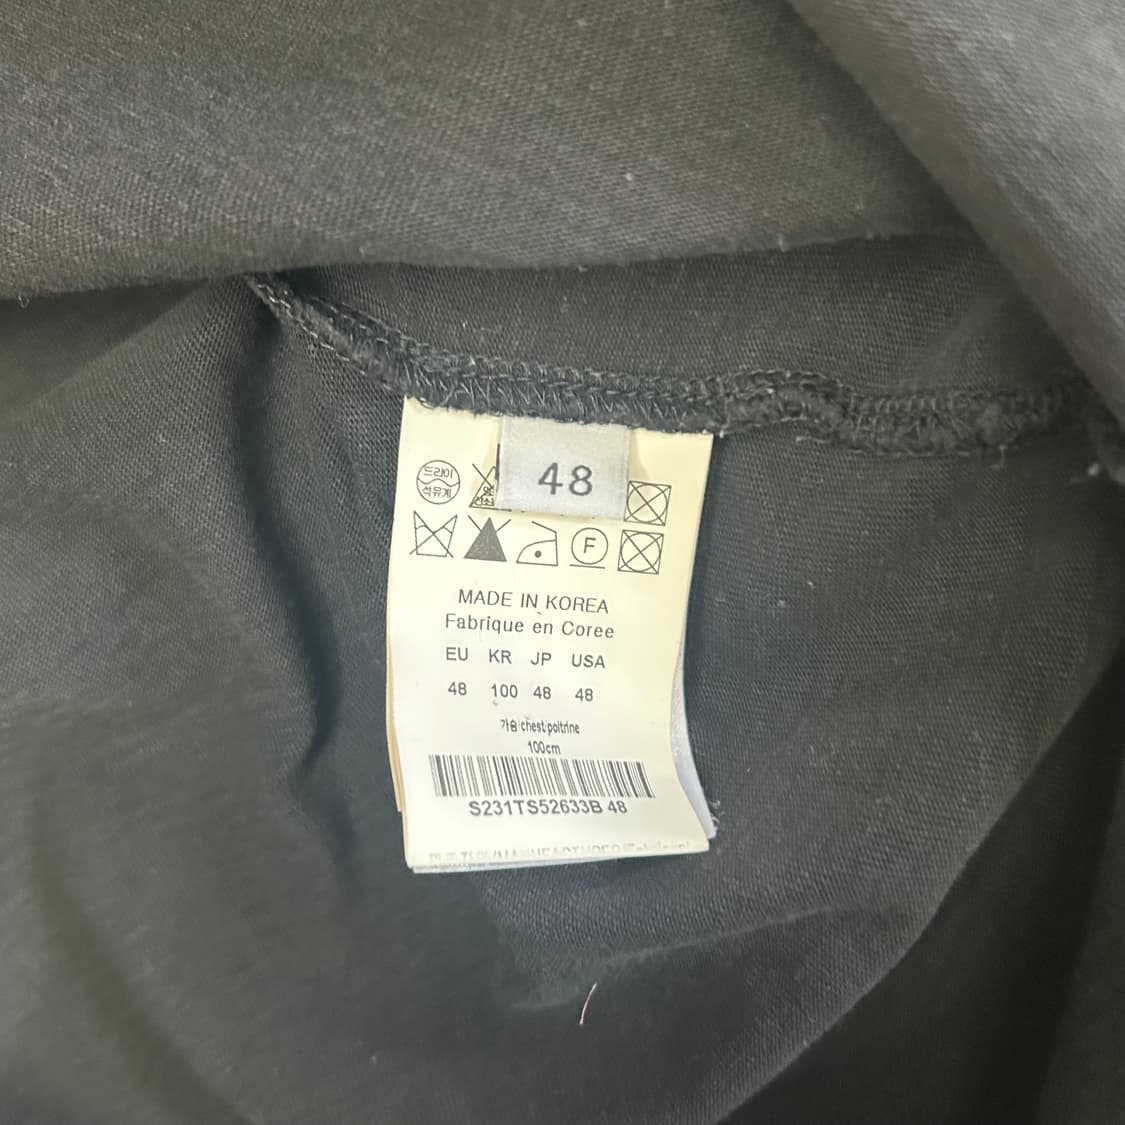 드라이
석유계
48
F
MADE IN KOREA
Fabrique en Coree
EU KR JP USA
48 100 48 48
가슴/chest/poitrine
100cm
S231TS52633B 48